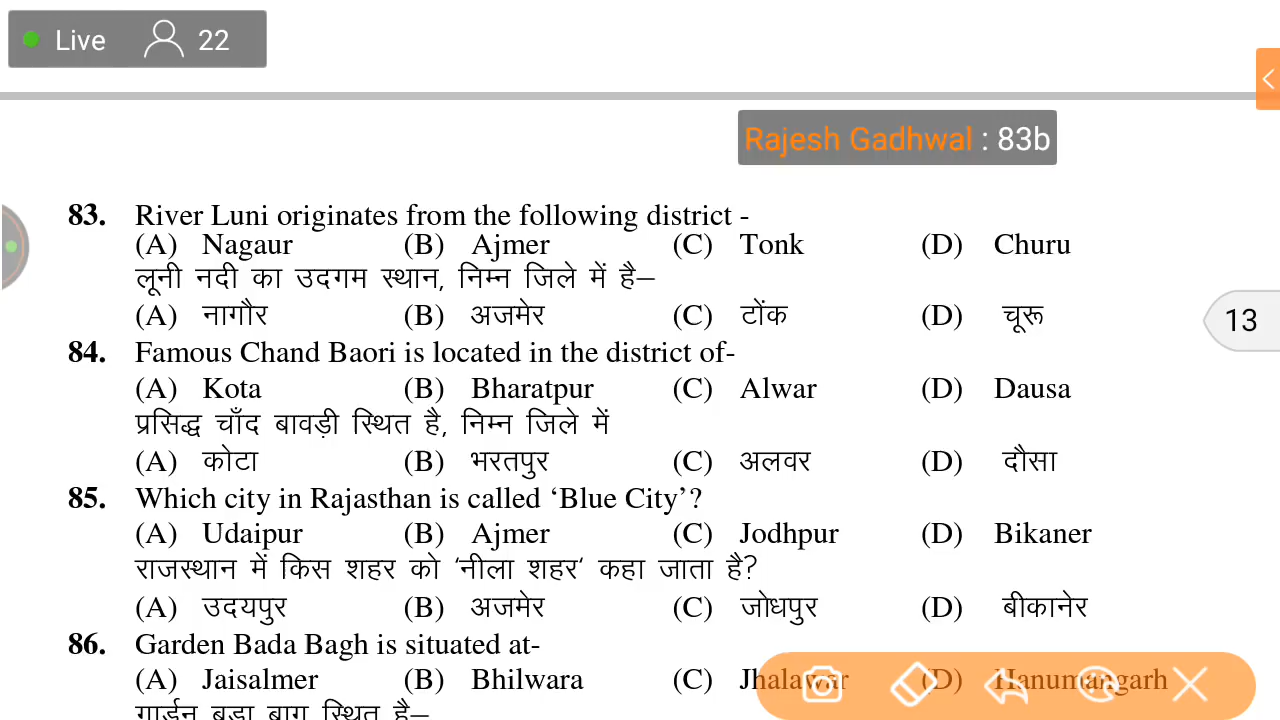 Live 22
Rajesh Gadhwal : 83b
83. River Luni originates from the following district -
(A) Nagaur (B) Ajmer (C) Tonk (D) Churu
लूनी नदी का उदगम स्थान, निम्न जिले में है–
(A) नागौर (B) अजमेर (C) टोंक (D) चूरू
13
84. Famous Chand Baori is located in the district of-
(A) Kota (B) Bharatpur (C) Alwar (D) Dausa
प्रसिद्ध चाँद बावड़ी स्थित है, निम्न जिले में
(A) कोटा (B) भरतपुर (C) अलवर (D) दौसा
85. Which city in Rajasthan is called ‘Blue City’?
(A) Udaipur (B) Ajmer (C) Jodhpur (D) Bikaner
राजस्थान में किस शहर को ‘नीला शहर‘ कहा जाता है?
(A) उदयपुर (B) अजमेर (C) जोधपुर (D) बीकानेर
86. Garden Bada Bagh is situated at-
(A) Jaisalmer (B) Bhilwara (C) Jhalawar (D) Hanumangarh
गार्डन बडा बाग स्थित है–